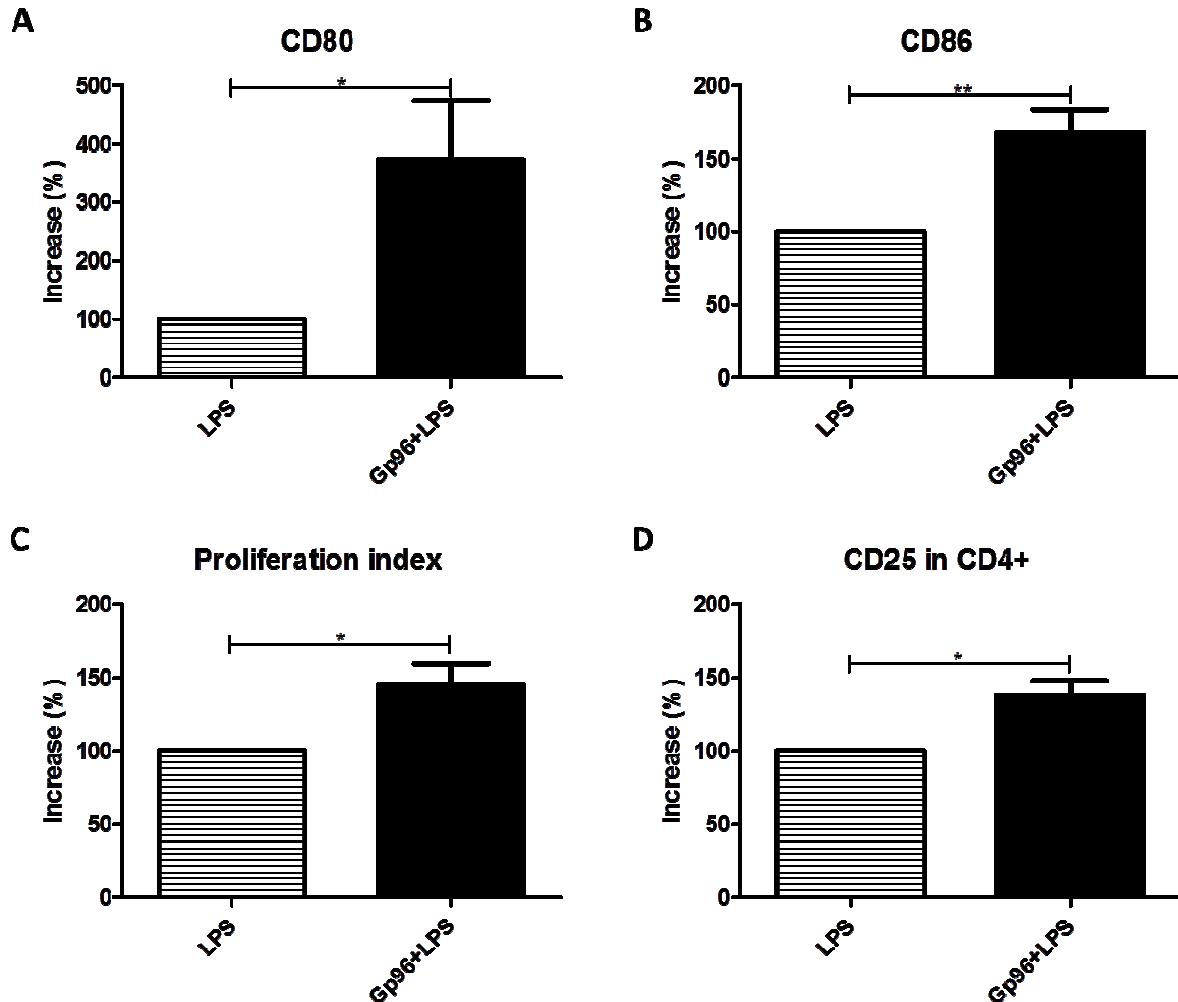 A
CD80
Increase (%)
500
400
300
200
100
0
*
LPS
Gp96+LPS
B
CD86
Increase (%)
200
150
100
50
0
**
LPS
Gp96+LPS
C
Proliferation index
Increase (%)
200
150
100
50
0
*
LPS
Gp96+LPS
D
CD25 in CD4+
Increase (%)
200
150
100
50
0
*
LPS
Gp96+LPS